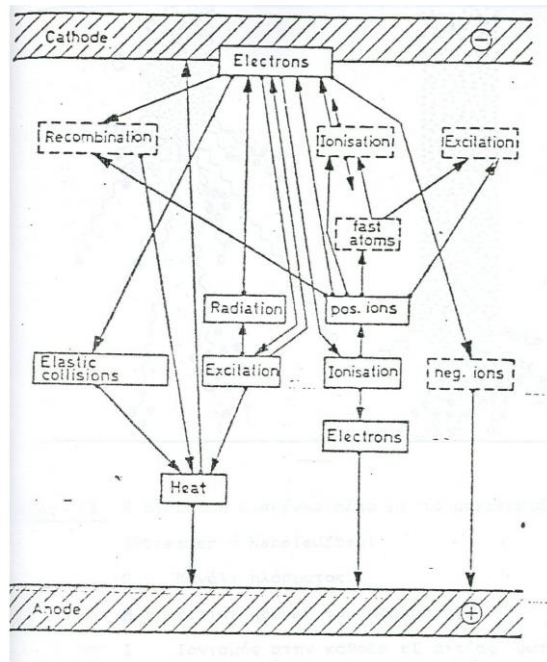 Cathode
Electrons
Recombination
Ionisation
Excitation
fast
atoms
Radiation
pos. ions
Elastic
collisions
Excitation
Ionisation
neg. ions
Electrons
Heat
Anode